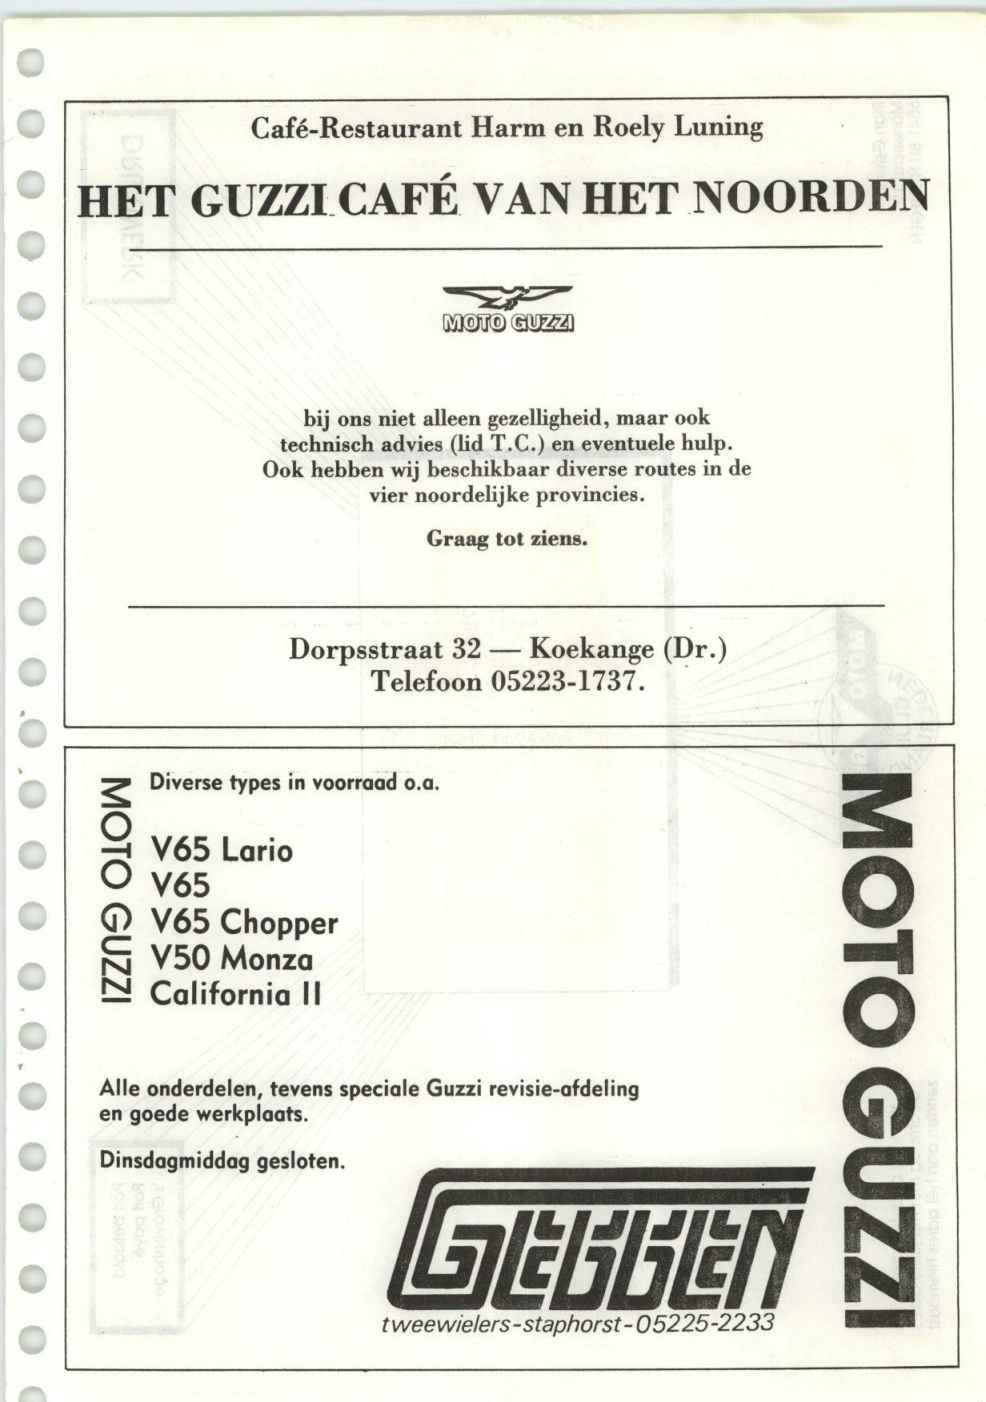 Café-Restaurant Harm en Roely Luning
HET GUZZI CAFÉ VAN HET NOORDEN
MOTO GUZZI
bij ons niet alleen gezelligheid, maar ook
technisch advies (lid T.C.) en eventuele hulp.
Ook hebben wij beschikbaar diverse routes in de
vier noordelijke provincies.
Graag tot ziens.
Dorpsstraat 32 — Koekange (Dr.)
Telefoon 05223-1737.
MOTO GUZZI
Diverse types in voorraad o.a.
V65 Lario
V65
V65 Chopper
V50 Monza
California II
Alle onderdelen, tevens speciale Guzzi revisie-afdeling
en goede werkplaats.
Dinsdagmiddag gesloten.
GEBBEN
tweewielers-staphorst-05225-2233
MOTO GUZZI